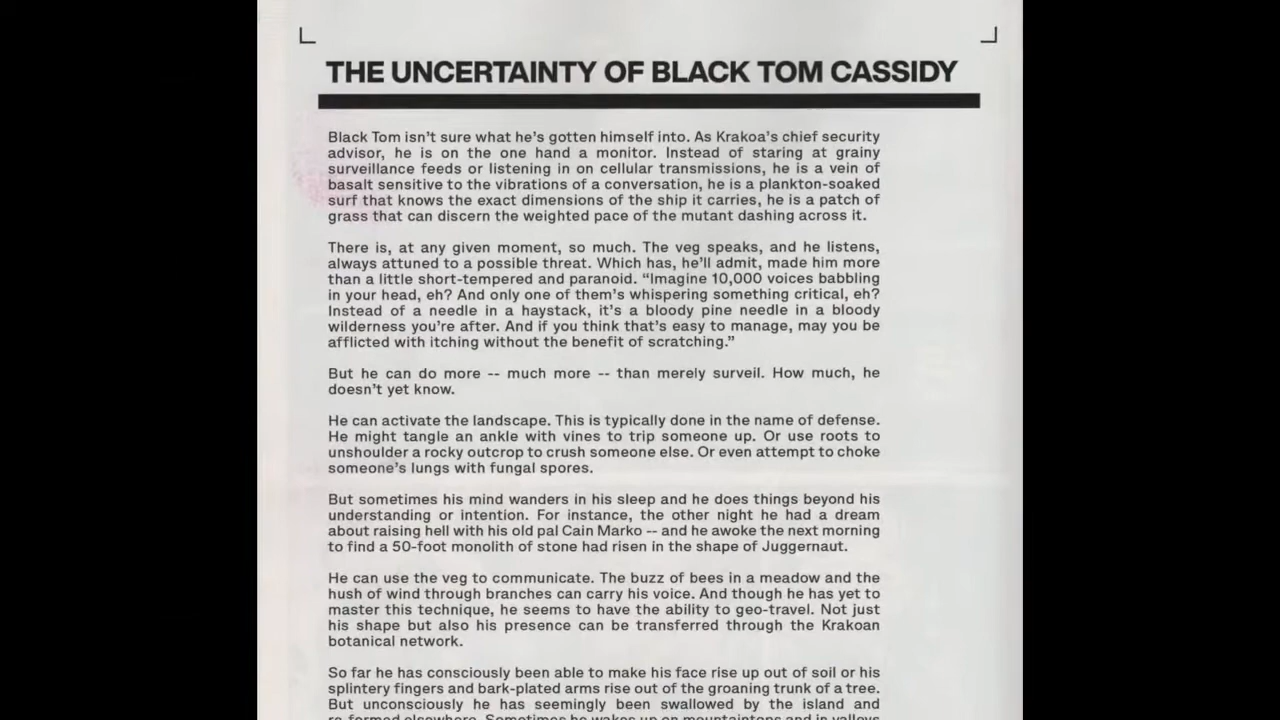 THE UNCERTAINTY OF BLACK TOM CASSIDY
Black Tom isn't sure what he's gotten himself into. As Krakoa's chief security
advisor, he is on the one hand a monitor. Instead of staring at grainy
surveillance feeds or listening in on cellular transmissions, he is a vein of
basalt sensitive to the vibrations of a conversation, he is a plankton-soaked
surf that knows the exact dimensions of the ship it carries, he is a patch of
grass that can discern the weighted pace of the mutant dashing across it.
There is, at any given moment, so much. The veg speaks, and he listens,
always attuned to a possible threat. Which has, he'll admit, made him more
than a little short-tempered and paranoid. “Imagine 10,000 voices babbling
in your head, eh? And only one of them's whispering something critical, eh?
Instead of a needle in a haystack, it's a bloody pine needle in a bloody
wilderness you're after. And if you think that's easy to manage, may you be
afflicted with itching without the benefit of scratching.”
But he can do more -- much more -- than merely surveil. How much, he
doesn't yet know.
He can activate the landscape. This is typically done in the name of defense.
He might tangle an ankle with vines to trip someone up. Or use roots to
unshoulder a rocky outcrop to crush someone else. Or even attempt to choke
someone's lungs with fungal spores.
But sometimes his mind wanders in his sleep and he does things beyond his
understanding or intention. For instance, the other night he had a dream
about raising hell with his old pal Cain Marko -- and he awoke the next morning
to find a 50-foot monolith of stone had risen in the shape of Juggernaut.
He can use the veg to communicate. The buzz of bees in a meadow and the
hush of wind through branches can carry his voice. And though he has yet to
master this technique, he seems to have the ability to geo-travel. Not just
his shape but also his presence can be transferred through the Krakoan
botanical network.
So far he has consciously been able to make his face rise up out of soil or his
splintery fingers and bark-plated arms rise out of the groaning trunk of a tree.
But unconsciously he has seemingly been swallowed by the island and
re-formed elsewhere. Sometimes he wakes up on mountaintops and in valleys